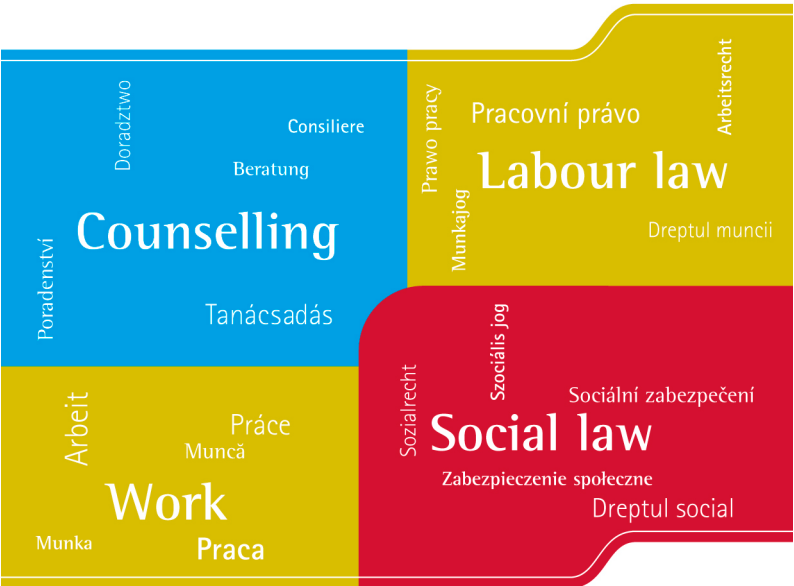 Doradztwo
Consiliere
Beratung
Counselling
Poradenství
Tanácsadás
Prawo pracy
Pracovní právo
Arbeitsrecht
Labour law
Munkajog
Dreptul muncii
Arbeit
Práce
Muncă
Work
Munka
Praca
Szociális jog
Sozialrecht
Sociální zabezpečení
Social law
Zabezpieczenie społeczne
Dreptul social